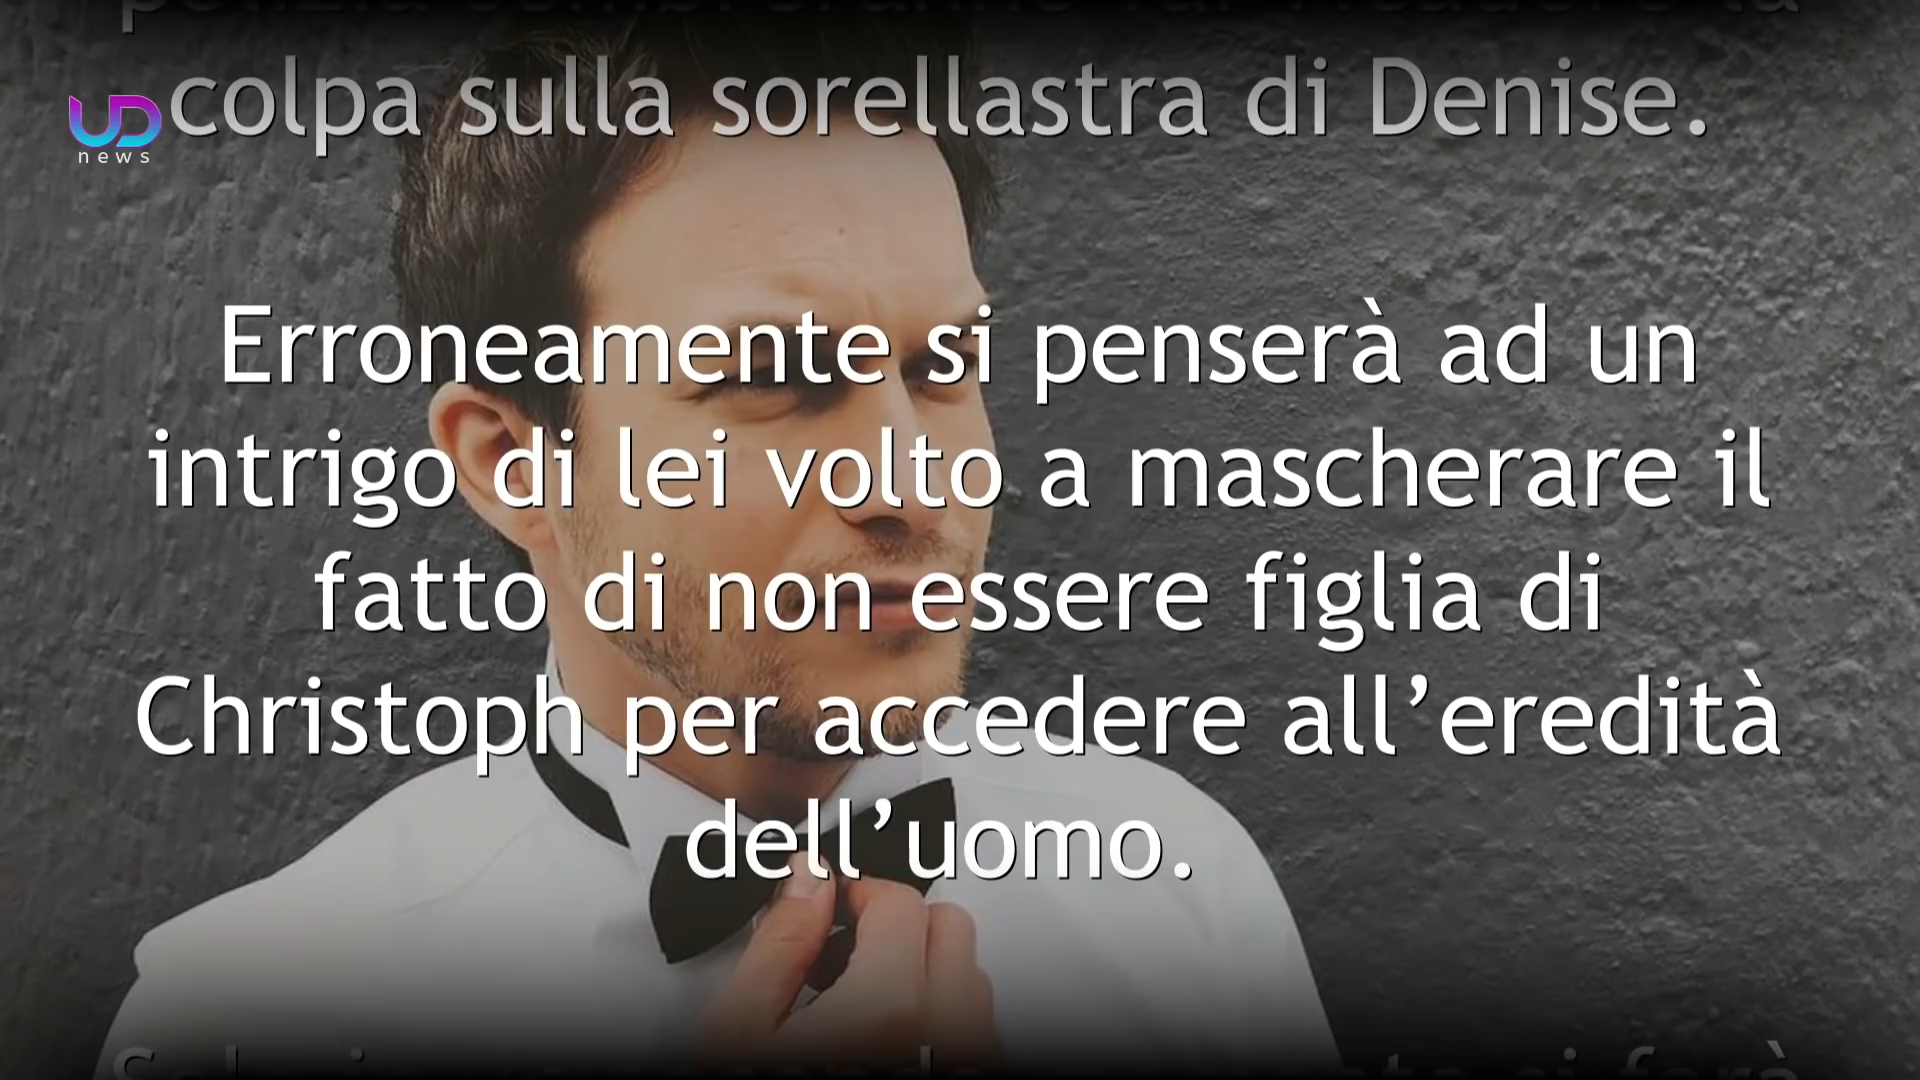 colpa sulla sorellastra di Denise.
UD
news
Erroneamente si penserà ad un
intrigo di lei volto a mascherare il
fatto di non essere figlia di
Christoph per accedere all’eredità
dell’uomo.